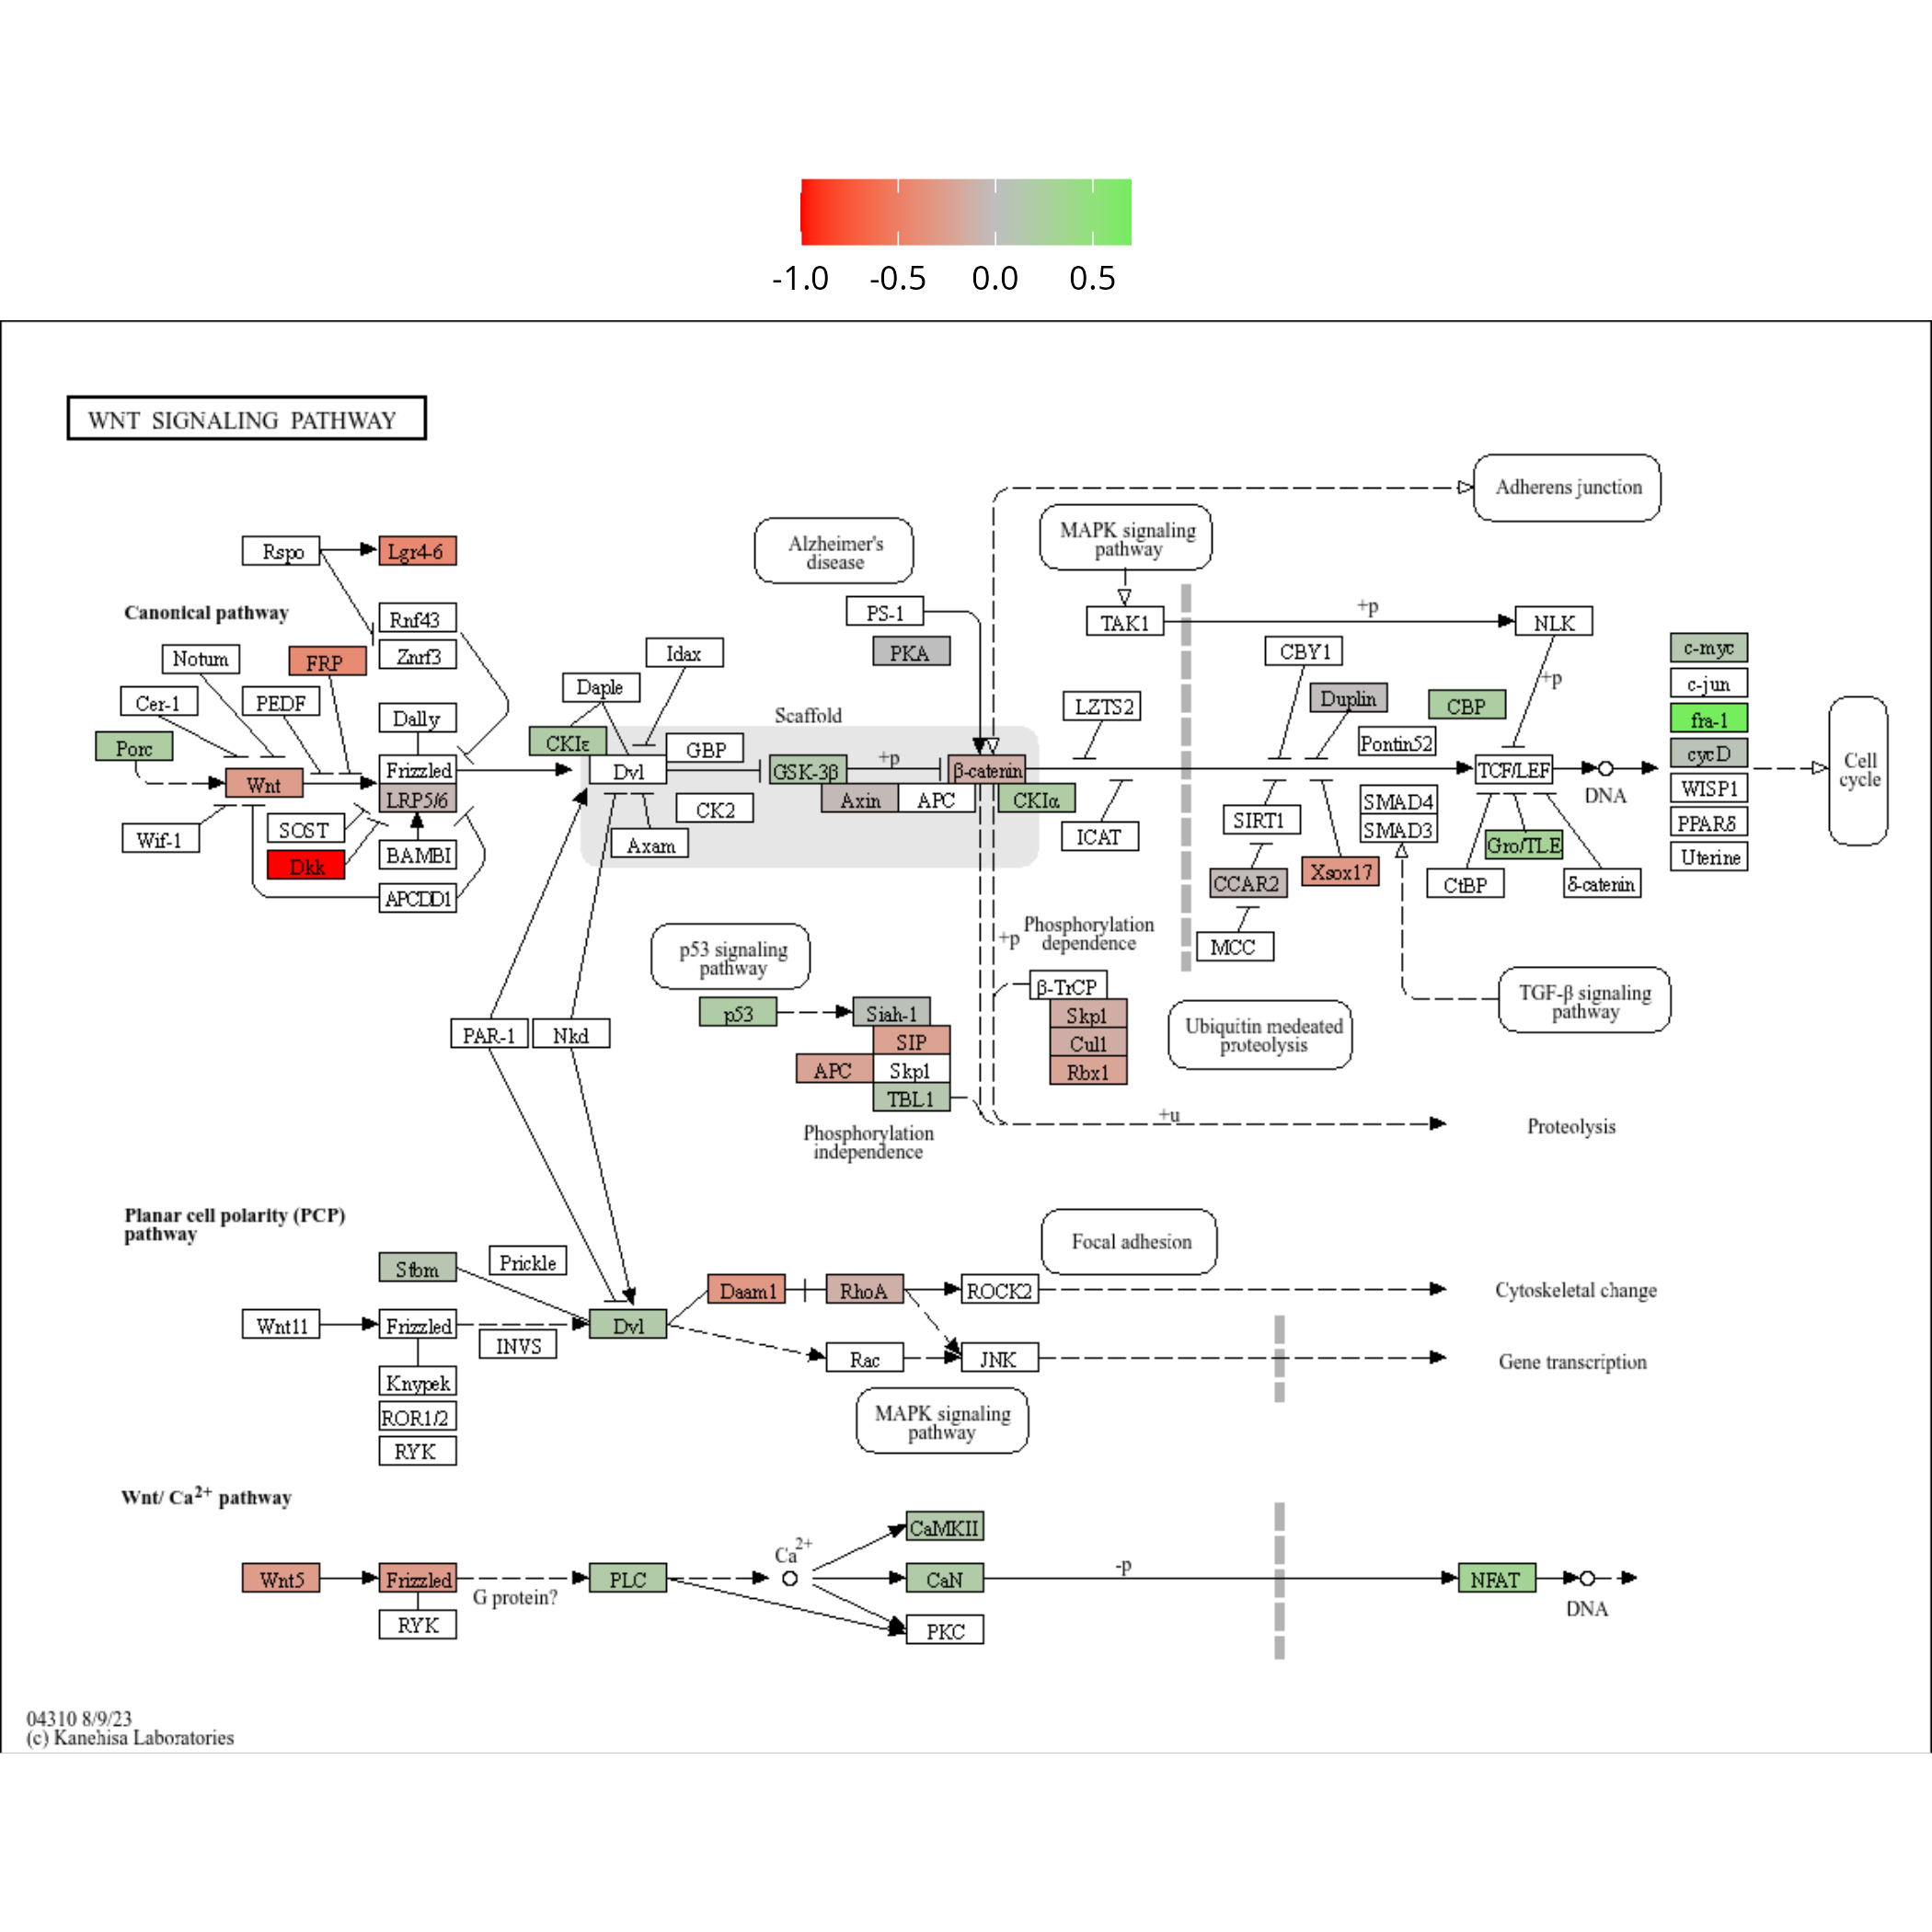 -1.0 -0.5 0.0 0.5
WNT SIGNALING PATHWAY
Adherens junction
MAPK signaling
pathway
Alzheimer's
disease
Rspo
Lgr4-6
Canonical pathway
Rnf43
Znrf3
PS-1
TAK1
+p
NLK
Notum
FRP
Idax
PKA
CBY1
c-myc
Cer-1
PEDF
Daple
LZTS2
Duplin
CBP
+p
c-jun
Dally
Scaffold
fra-1
Porc
CKIε
GBP
Pontin52
cycD
Wnt
Frizzled
Dvl
GSK-3β
+p
β-catenin
TCF/LEF
DNA
Cell
cycle
LRP5/6
Axin
APC
CKIα
WISP1
Wif-1
SOST
CK2
SMAD4
SMAD3
PPARδ
Dkk
BAMBI
Axam
ICAT
SIRT1
Gro/TLE
Uterine
APCDD1
CCAR2
Xsox17
CtBP
δ-catenin
MCC
+p
Phosphorylation
dependence
p53 signaling
pathway
β-TrCP
Skp1
Cul1
Rbx1
Ubiquitin medeated
proteolysis
TGF-β signaling
pathway
p53
Siah-1
SIP
APC
Skp1
TBL1
PAR-1
Nkd
Phosphorylation
independence
+u
Proteolysis
Planar cell polarity (PCP)
pathway
Stbm
Prickle
Focal adhesion
Daam1
RhoA
ROCK2
Cytoskeletal change
Wnt11
Frizzled
INVS
Dvl
Rac
JNK
Gene transcription
Knypek
ROR1/2
RYK
MAPK signaling
pathway
Wnt/ Ca2+ pathway
CaMKII
Wnt5
Frizzled
G protein?
PLC
Ca2+
CaN
-p
NFAT
DNA
RYK
PKC
04310 8/9/23
(c) Kanehisa Laboratories